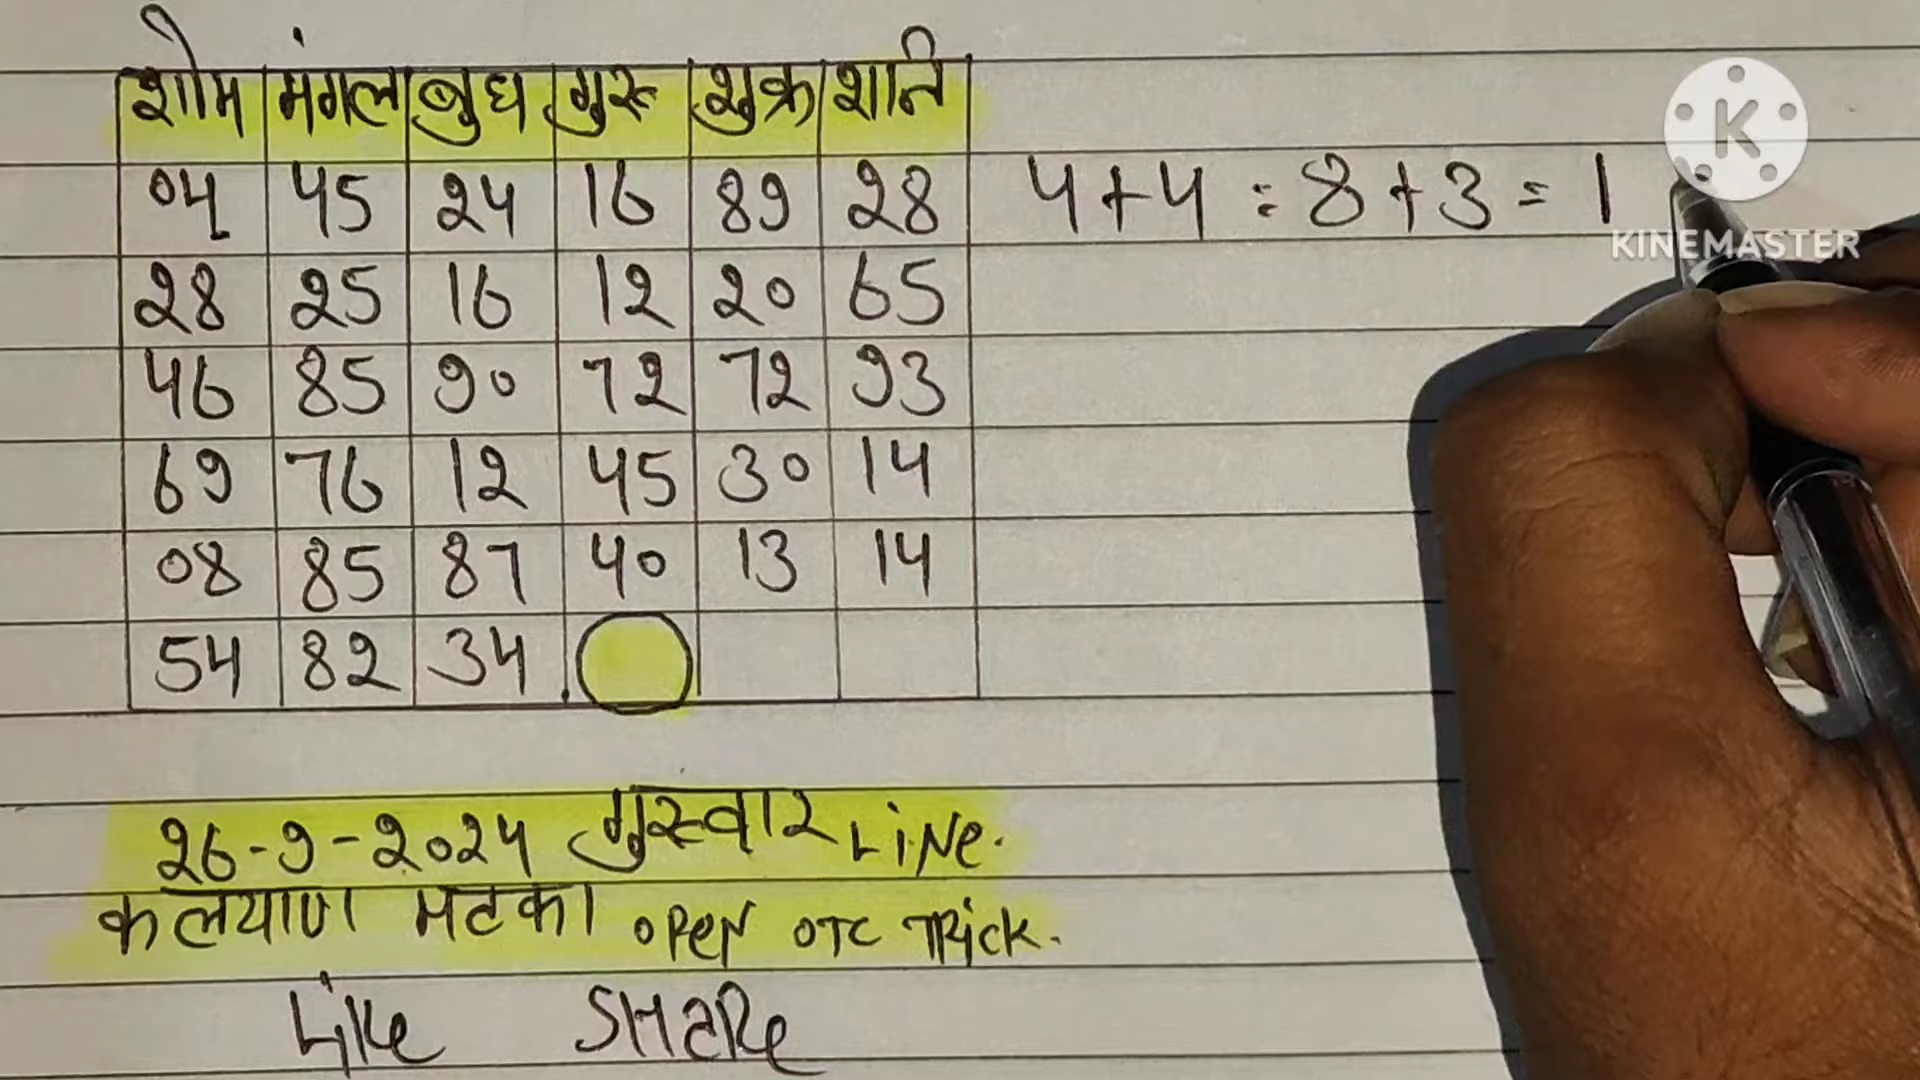 शोम मंगल बुध गुरु शुक्र शनि
04 45 24 16 89 28 4+4 = 8+3 = 1
28 25 16 12 20 65
46 85 90 72 72 93
69 76 12 45 30 14
08 85 87 40 13 14
54 82 34
26-9-2024 गुरुवार LiNe.
कलयाण मटका OPEN OTC TRick.
Like SHARe
K
KINEMASTER